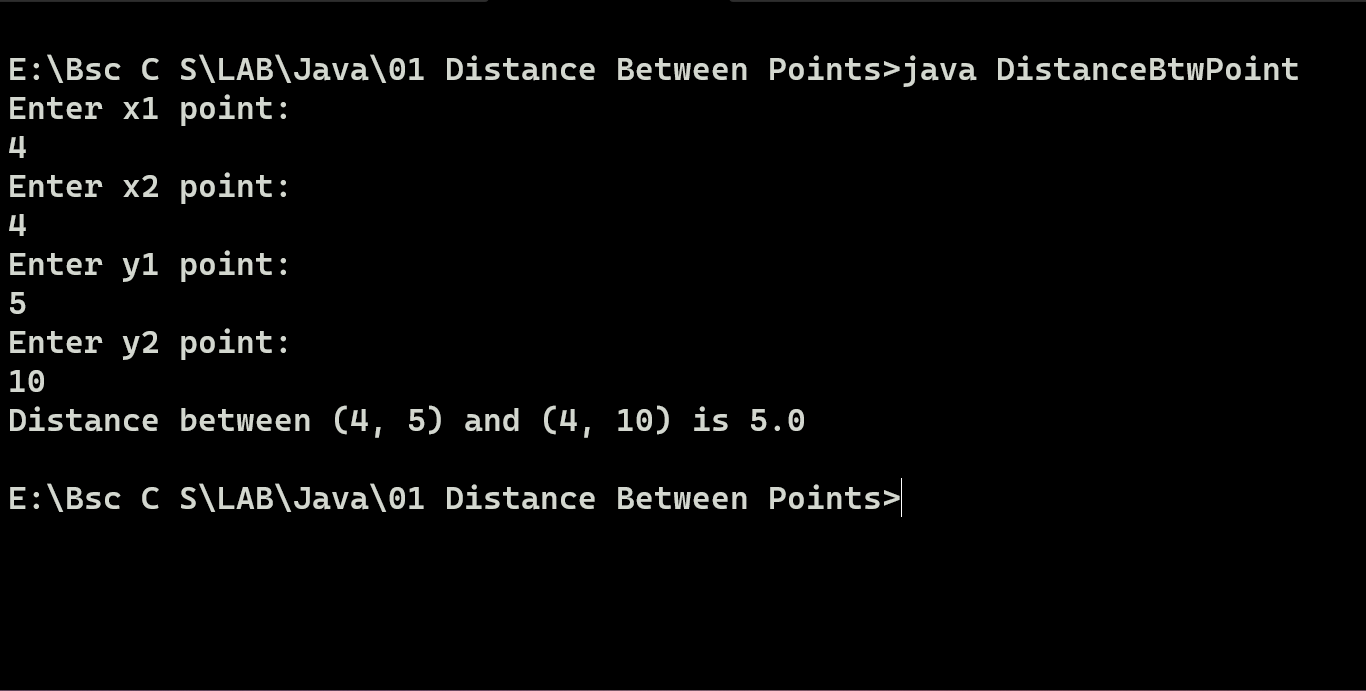 E:\Bsc C S\LAB\Java\01 Distance Between Points>java DistanceBtwPoint
Enter x1 point:
4
Enter x2 point:
4
Enter y1 point:
5
Enter y2 point:
10
Distance between (4, 5) and (4, 10) is 5.0
E:\Bsc C S\LAB\Java\01 Distance Between Points>